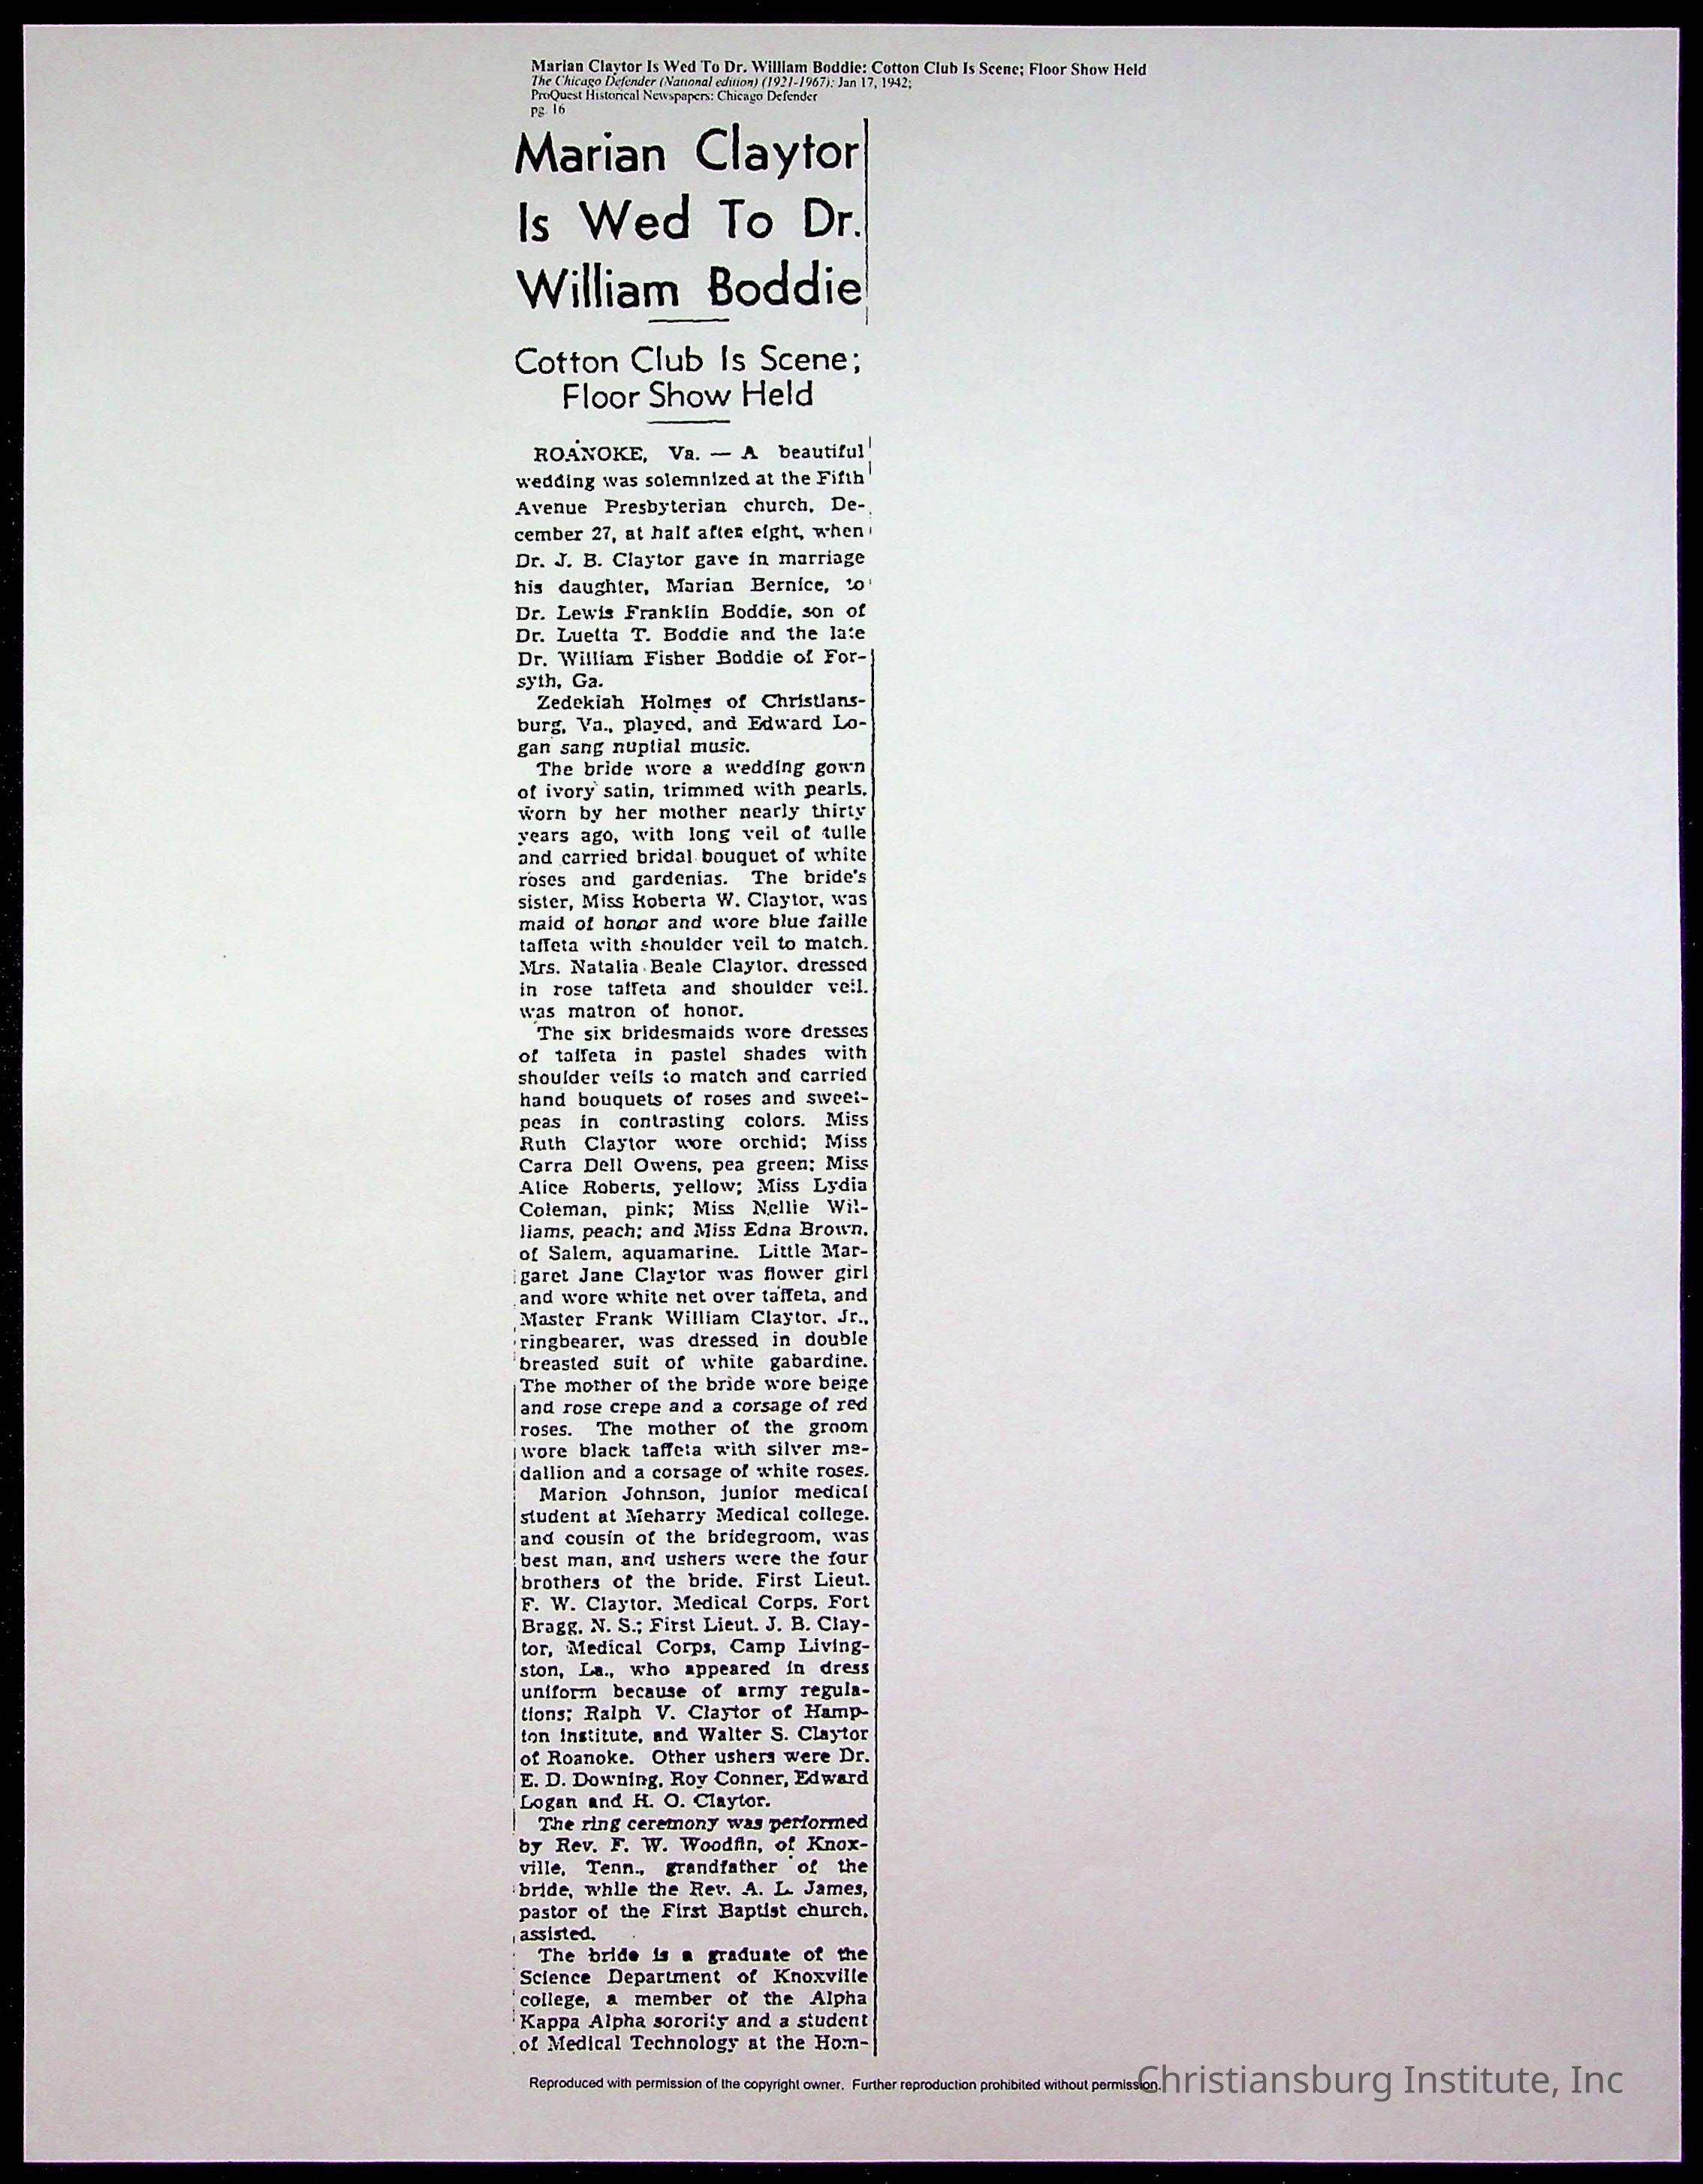 Marian Claytor Is Wed To Dr. William Boddie: Cotton Club Is Scene; Floor Show Held
The Chicago Defender (National edition) (1921-1967); Jan 17, 1942;
ProQuest Historical Newspapers: Chicago Defender
pg. 16
Marian Claytor
Is Wed To Dr.
William Boddie
Cotton Club Is Scene;
Floor Show Held
ROANOKE, Va. — A beautiful
wedding was solemnized at the Fifth
Avenue Presbyterian church, De-
cember 27, at half after eight, when
Dr. J. B. Claytor gave in marriage
his daughter, Marian Bernice, to
Dr. Lewis Franklin Boddie, son of
Dr. Luetta T. Boddie and the late
Dr. William Fisher Boddie of For-
syth, Ga.
Zedekiah Holmes of Christians-
burg, Va., played, and Edward Lo-
gan sang nuptial music.
The bride wore a wedding gown
of ivory satin, trimmed with pearls,
worn by her mother nearly thirty
years ago, with long veil of tulle
and carried bridal bouquet of white
roses and gardenias. The bride's
sister, Miss Roberta W. Claytor, was
maid of honor and wore blue faille
taffeta with shoulder veil to match.
Mrs. Natalia Beale Claytor, dressed
in rose taffeta and shoulder veil,
was matron of honor.
The six bridesmaids wore dresses
of taffeta in pastel shades with
shoulder veils to match and carried
hand bouquets of roses and sweet-
peas in contrasting colors. Miss
Ruth Claytor wore orchid; Miss
Carra Dell Owens, pea green; Miss
Alice Roberts, yellow; Miss Lydia
Coleman, pink; Miss Nellie Wil-
liams, peach; and Miss Edna Brown,
of Salem, aquamarine. Little Mar-
garet Jane Claytor was flower girl
and wore white net over taffeta, and
Master Frank William Claytor, Jr.,
ringbearer, was dressed in double
breasted suit of white gabardine.
The mother of the bride wore beige
and rose crepe and a corsage of red
roses. The mother of the groom
wore black taffeta with silver me-
dallion and a corsage of white roses.
Marion Johnson, junior medical
student at Meharry Medical college,
and cousin of the bridegroom, was
best man, and ushers were the four
brothers of the bride. First Lieut.
F. W. Claytor, Medical Corps, Fort
Bragg, N. S.; First Lieut. J. B. Clay-
tor, Medical Corps, Camp Living-
ston, La., who appeared in dress
uniform because of army regula-
tions; Ralph V. Claytor of Hamp-
ton Institute, and Walter S. Claytor
of Roanoke. Other ushers were Dr.
E. D. Downing, Roy Conner, Edward
Logan and H. O. Claytor.
The ring ceremony was performed
by Rev. F. W. Woodfin, of Knox-
ville, Tenn., grandfather of the
bride, while the Rev. A. L. James,
pastor of the First Baptist church,
assisted.
The bride is a graduate of the
Science Department of Knoxville
college, a member of the Alpha
Kappa Alpha sorority and a student
of Medical Technology at the Hom-
Reproduced with permission of the copyright owner. Further reproduction prohibited without permission.
Christiansburg Institute, Inc